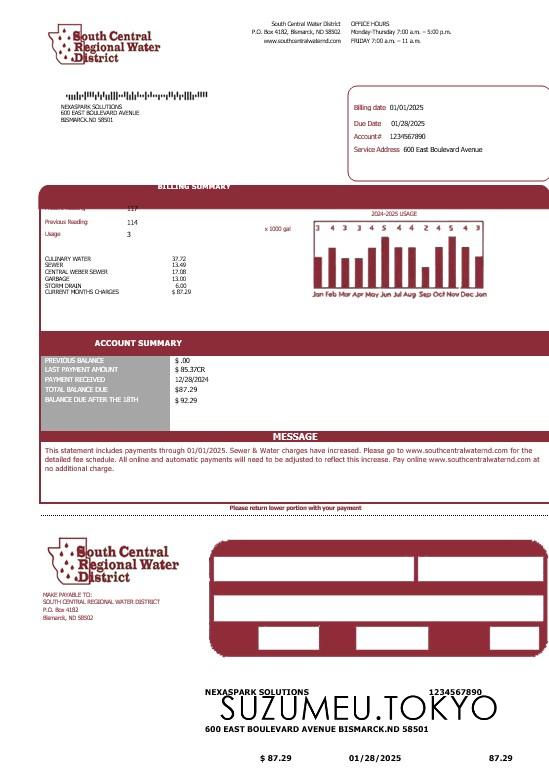 South Central
Regional Water
District
South Central Water District
P.O. Box 4182, Bismarck, ND 58502
www.southcentralwaternd.com
OFFICE HOURS
Monday-Thursday 7:00 a.m. – 5:00 p.m.
FRIDAY 7:00 a.m. – 11 a.m.
NEXASPARK SOLUTIONS
600 EAST BOULEVARD AVENUE
BISMARCK.ND 58501
Billing date 01/01/2025
Due Date 01/28/2025
Account# 1234567890
Service Address 600 East Boulevard Avenue
BILLING SUMMARY
117
Previous Reading 114
Usage 3
x 1000 gal
CULINARY WATER 37.72
SEWER 13.49
CENTRAL WEBER SEWER 17.08
GARBAGE 13.00
STORM DRAIN 6.00
CURRENT MONTHS CHARGES $ 87.29
2024-2025 USAGE
3 4 3 4 4 5 4 4 3 4 5 4 3
Jan Feb Mar Apr May Jun Jul Aug Sep Oct Nov Dec Jan
ACCOUNT SUMMARY
PREVIOUS BALANCE $ .00
LAST PAYMENT AMOUNT $ 85.37CR
PAYMENT RECEIVED 12/28/2024
TOTAL BALANCE DUE $87.29
BALANCE DUE AFTER THE 18TH $ 92.29
MESSAGE
This statement includes payments through 01/01/2025. Sewer & Water charges have increased. Please go to www.southcentralwaternd.com for the
detailed fee schedule. All online and automatic payments will need to be adjusted to reflect this increase. Pay online www.southcentralwaternd.com at
no additional charge.
Please return lower portion with your payment
South Central
Regional Water
District
MAKE PAYABLE TO:
SOUTH CENTRAL REGIONAL WATER DISTRICT
P.O. Box 4182
Bismarck, ND 58502
NEXASPARK SOLUTIONS 1234567890
SUZUMEU.TOKYO
600 EAST BOULEVARD AVENUE BISMARCK.ND 58501
$ 87.29 01/28/2025 87.29